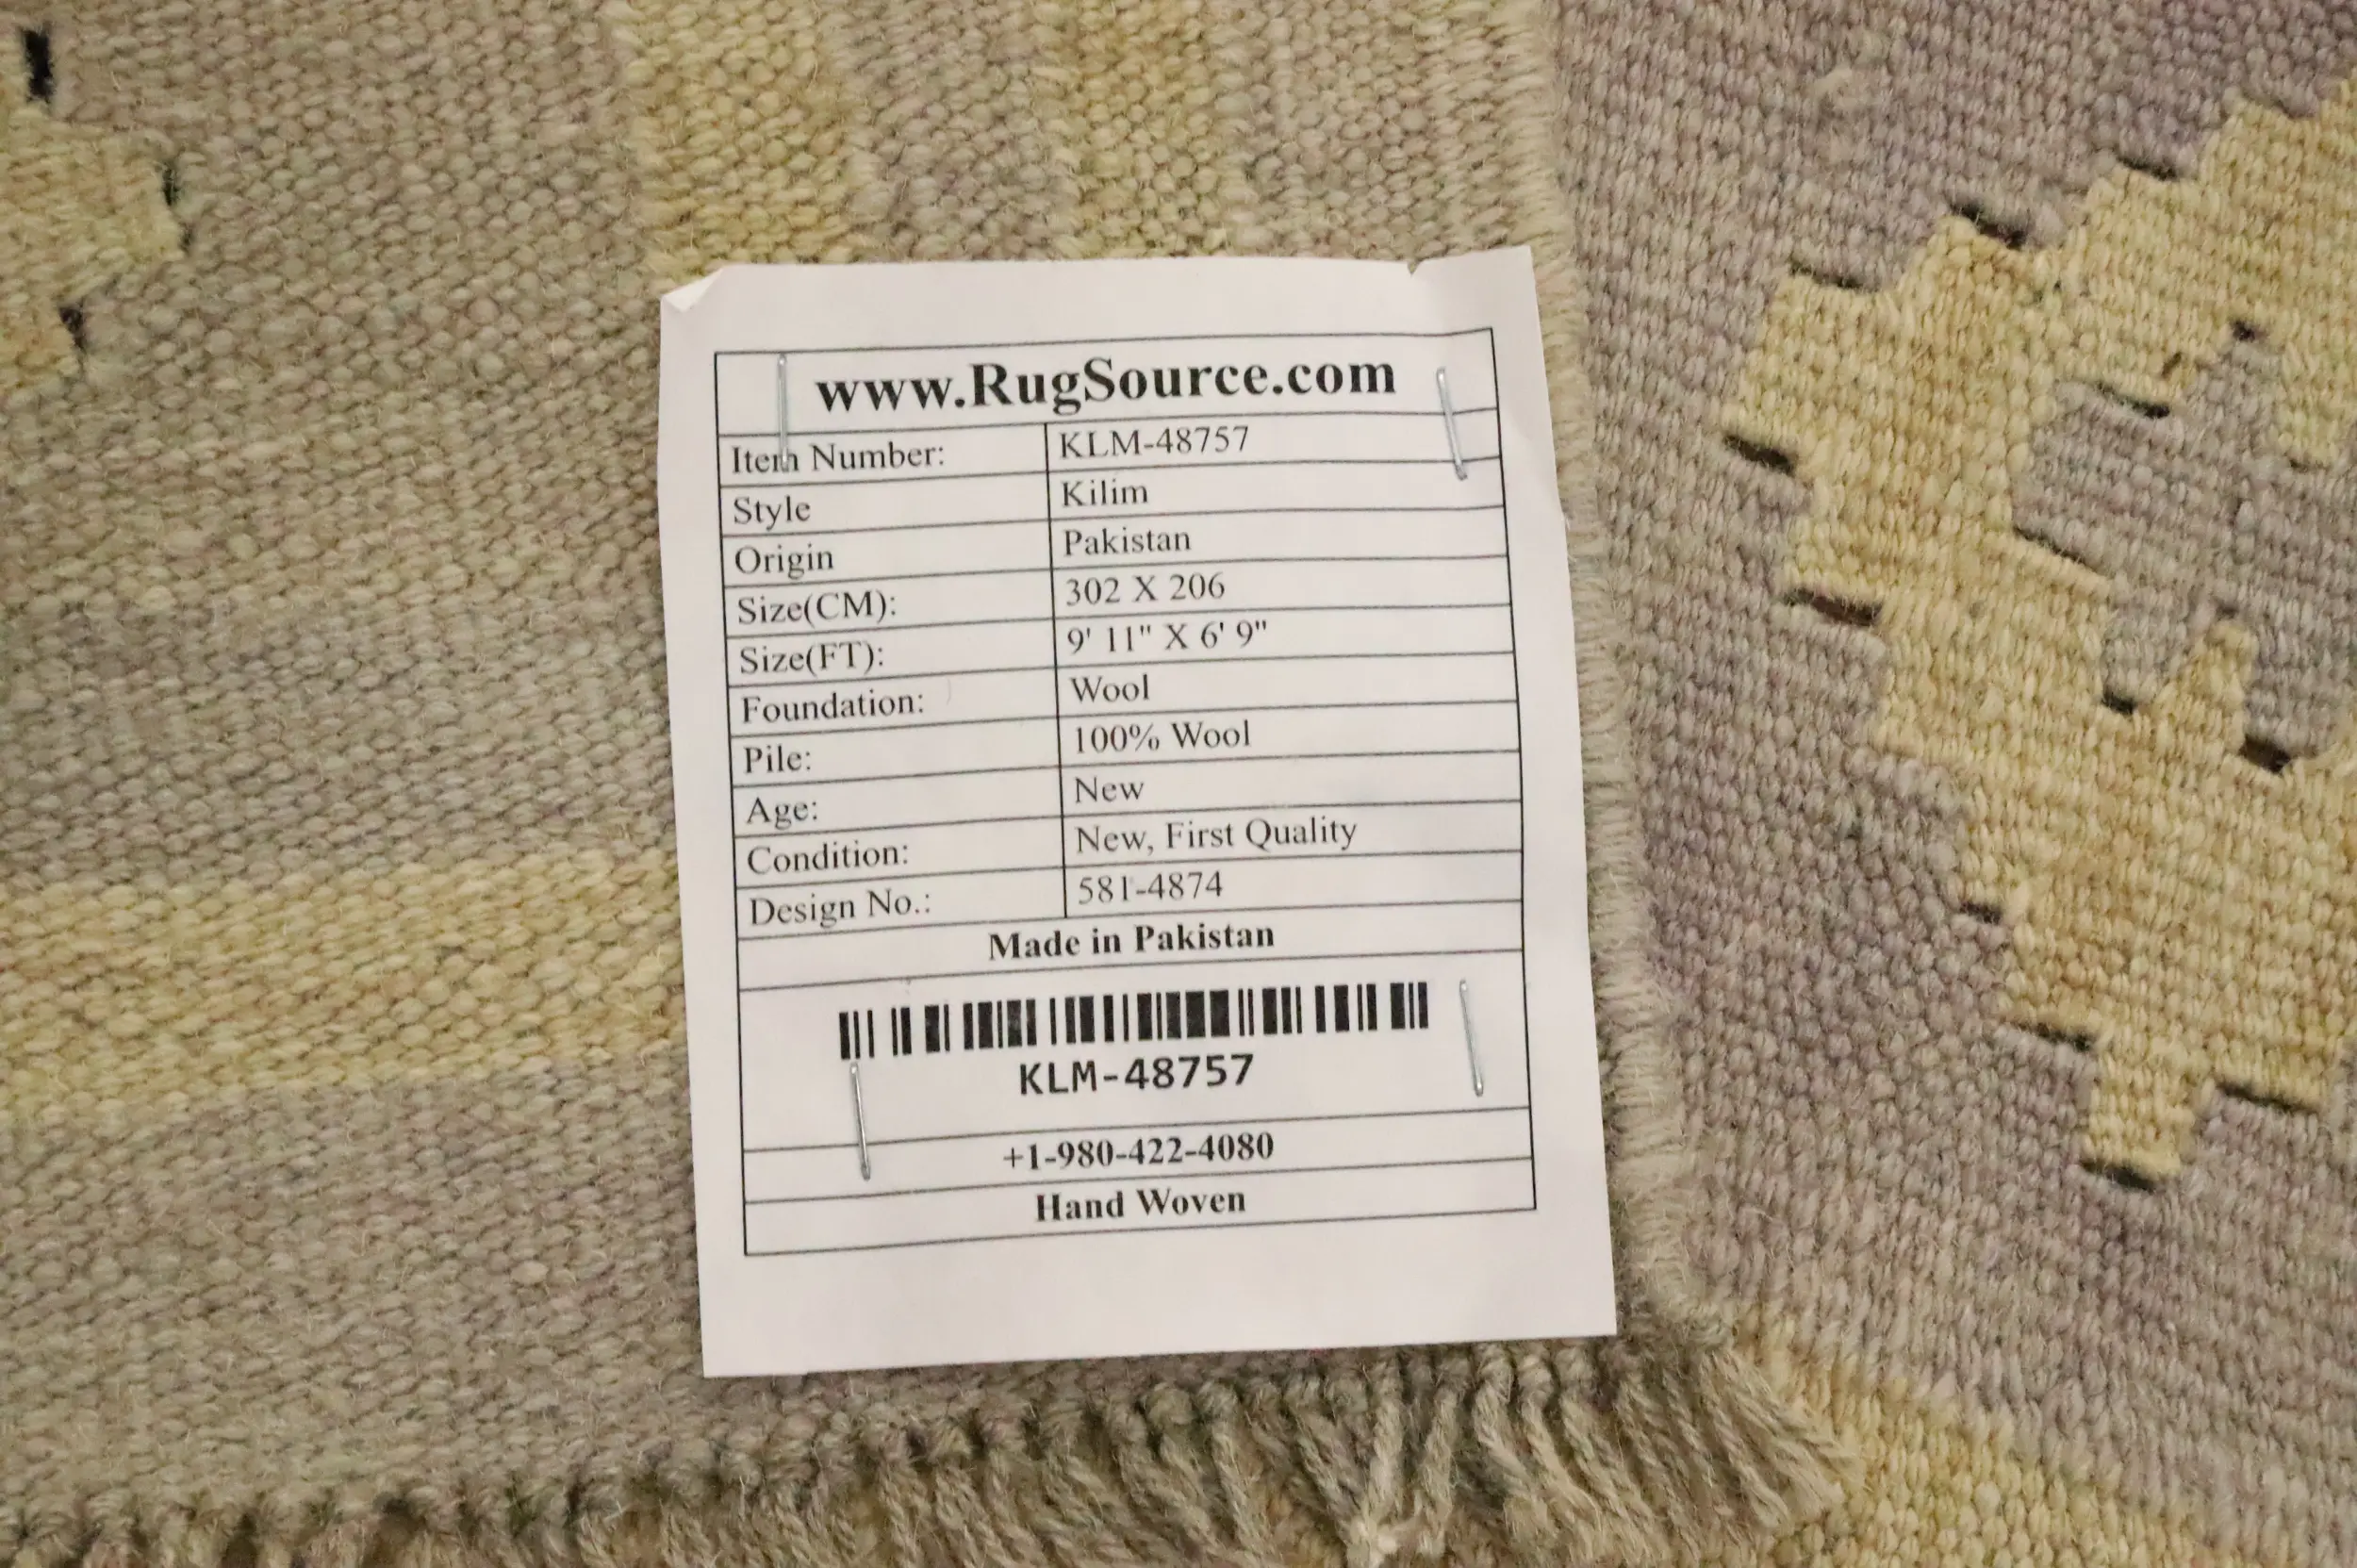 www.RugSource.com
Item Number: KLM-48757
Style Kilim
Origin Pakistan
Size(CM): 302 X 206
Size(FT): 9' 11" X 6' 9"
Foundation: Wool
Pile: 100% Wool
Age: New
Condition: New, First Quality
Design No.: 581-4874
Made in Pakistan
KLM-48757
+1-980-422-4080
Hand Woven